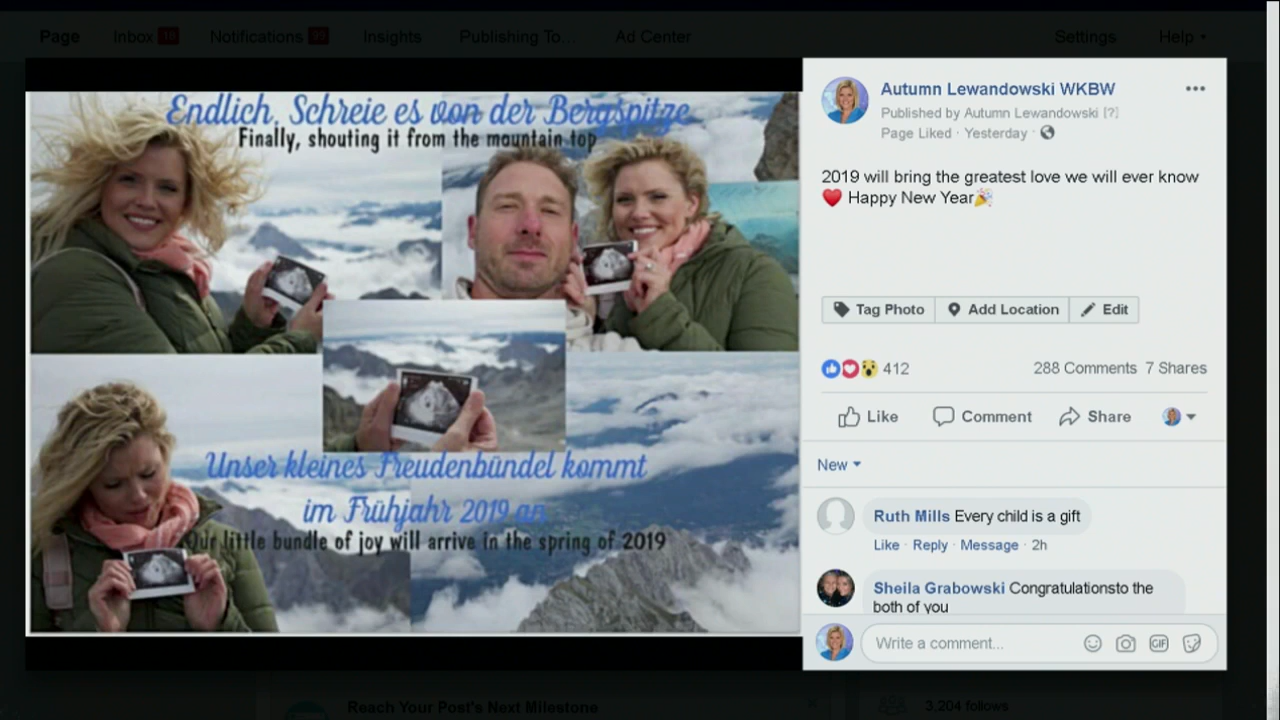 Page Inbox 18 Notifications 99 Insights Publishing To... Ad Center Settings Help
Endlich, Schreie es von der Bergspitze
Finally, shouting it from the mountain top
Unser kleines Freudenbündel kommt
im Frühjahr 2019 an
Our little bundle of joy will arrive in the spring of 2019
Autumn Lewandowski WKBW
Published by Autumn Lewandowski [?]
Page Liked · Yesterday ·
2019 will bring the greatest love we will ever know
❤️ Happy New Year🎉
Tag Photo Add Location Edit
412 288 Comments 7 Shares
Like Comment Share
New
Ruth Mills Every child is a gift
Like · Reply · Message · 2h
Sheila Grabowski Congratulationsto the
both of you
Write a comment...
GIF
Reach Your Post's Next Milestone
3,204 follows